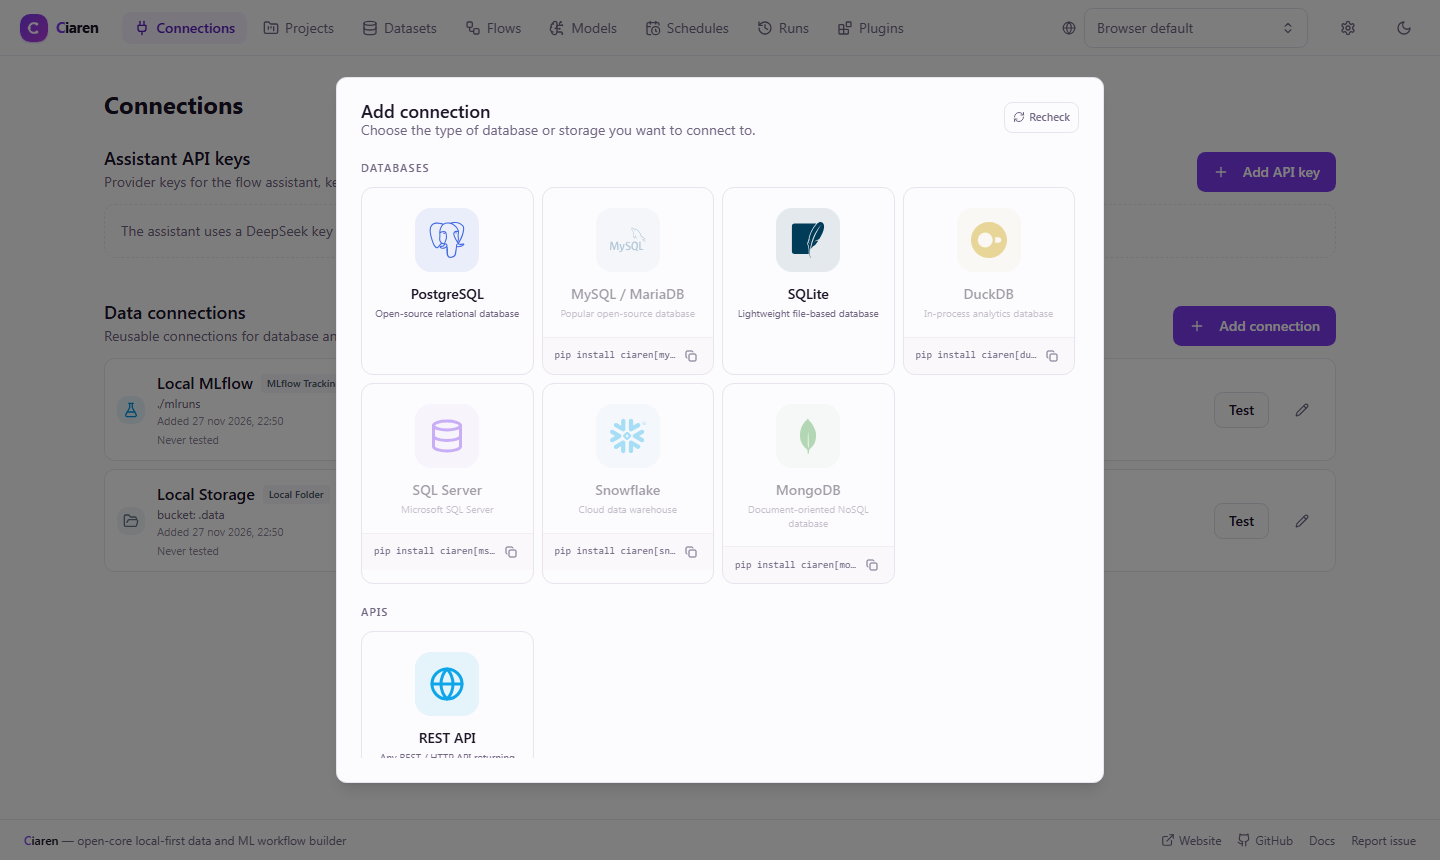 C Ciaren Connections Projects Datasets Flows Models Schedules Runs Plugins Browser default
Connections
Assistant API keys
Provider keys for the flow assistant, ke
Add API key
The assistant uses a DeepSeek key
Data connections
Reusable connections for database an
Add connection
Local MLflow MLflow Trackin
./mlruns
Added 27 nov 2026, 22:50
Never tested
Test
Local Storage Local Folder
bucket: .data
Added 27 nov 2026, 22:50
Never tested
Test
Add connection
Choose the type of database or storage you want to connect to.
Recheck
DATABASES
PostgreSQL
Open-source relational database
MySQL
MySQL / MariaDB
Popular open-source database
pip install ciaren[my...
SQLite
Lightweight file-based database
DuckDB
In-process analytics database
pip install ciaren[du...
SQL Server
Microsoft SQL Server
pip install ciaren[ms...
Snowflake
Cloud data warehouse
pip install ciaren[sn...
MongoDB
Document-oriented NoSQL
database
pip install ciaren[mo...
APIS
REST API
Any REST / HTTP API returning
Ciaren — open-core local-first data and ML workflow builder
Website GitHub Docs Report issue